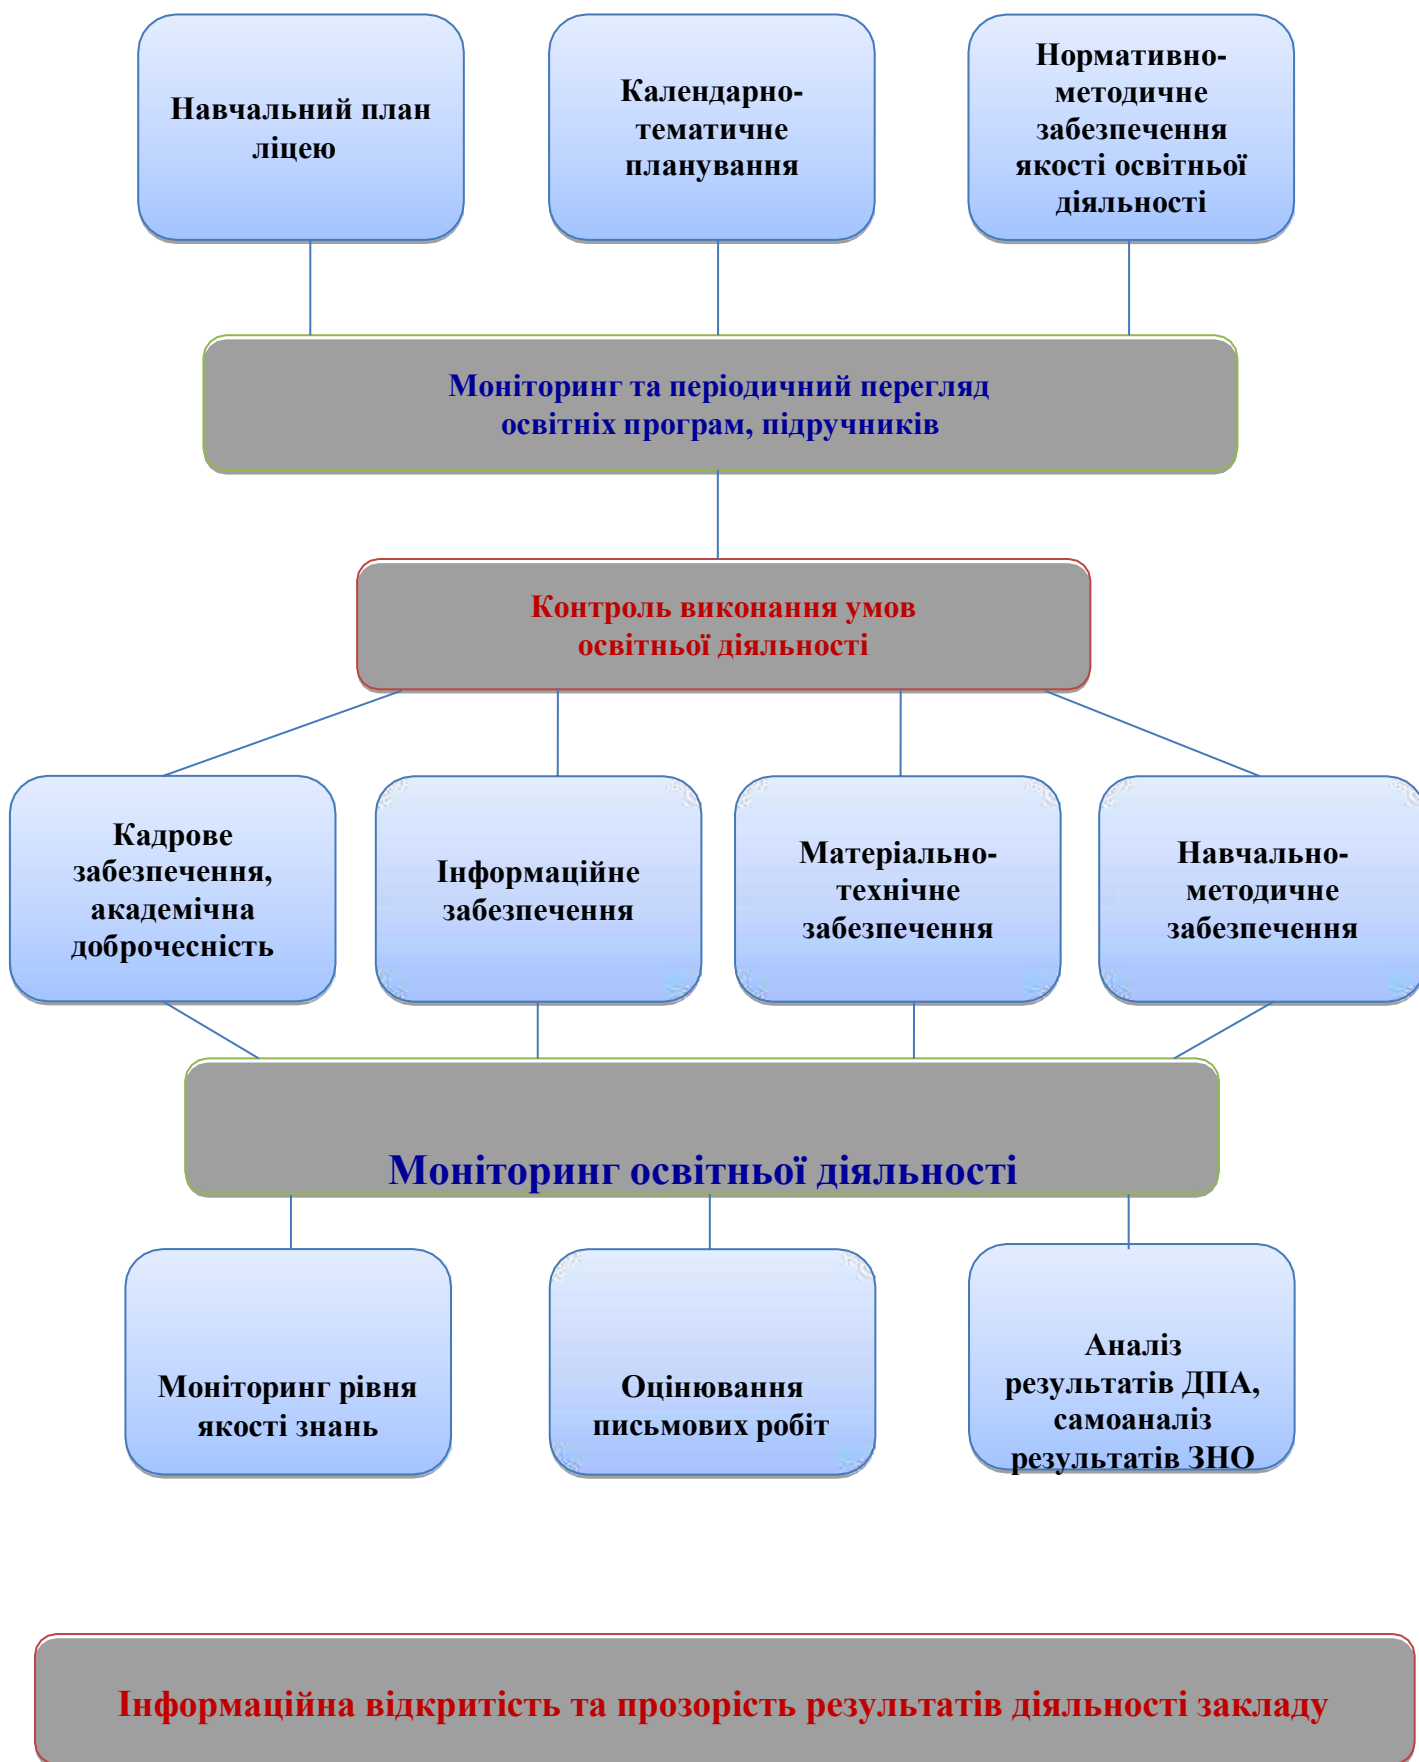 Навчальний план
ліцею
Календарно-
тематичне
планування
Нормативно-
методичне
забезпечення
якості освітньої
діяльності
Моніторинг та періодичний перегляд
освітніх програм, підручників
Контроль виконання умов
освітньої діяльності
Кадрове
забезпечення,
академічна
доброчесність
Інформаційне
забезпечення
Матеріально-
технічне
забезпечення
Навчально-
методичне
забезпечення
Моніторинг освітньої діяльності
Моніторинг рівня
якості знань
Оцінювання
письмових робіт
Аналіз
результатів ДПА,
самоаналіз
результатів ЗНО
Інформаційна відкритість та прозорість результатів діяльності закладу